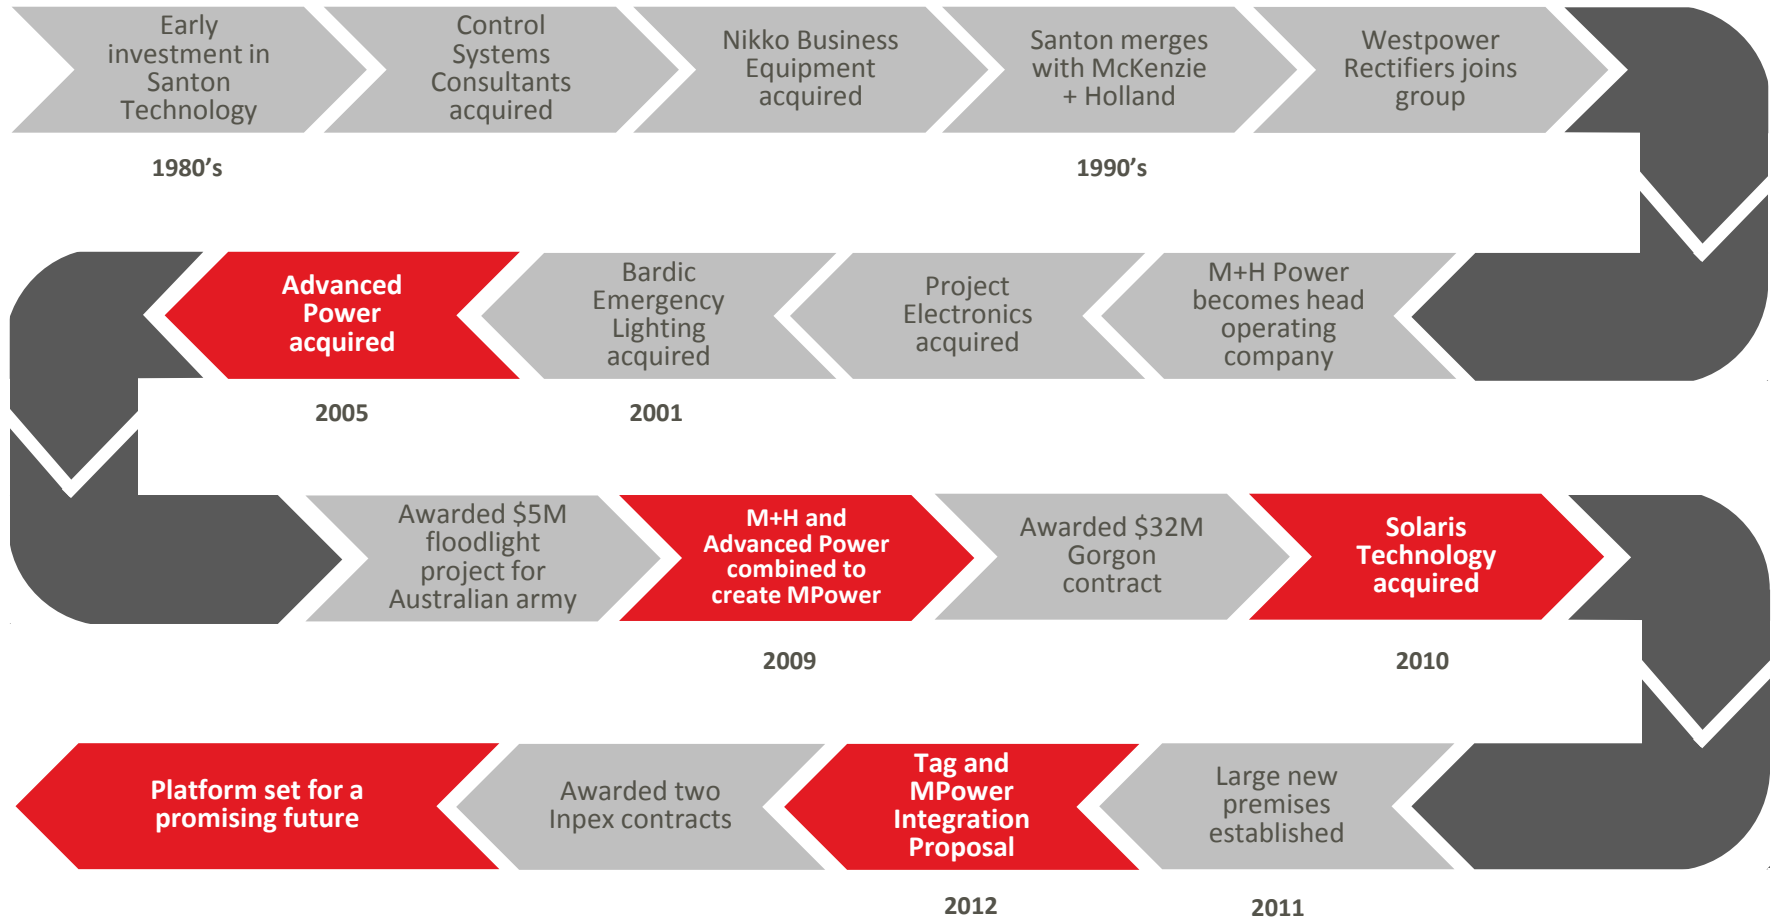 Early
investment in
Santon
Technology
Control
Systems
Consultants
acquired
Nikko Business
Equipment
acquired
Santon merges
with McKenzie
+ Holland
Westpower
Rectifiers joins
group
1980’s
1990’s
M+H Power
becomes head
operating
company
Project
Electronics
acquired
Bardic
Emergency
Lighting
acquired
Advanced
Power
acquired
2001
2005
Awarded $5M
floodlight
project for
Australian army
M+H and
Advanced Power
combined to
create MPower
Awarded $32M
Gorgon
contract
Solaris
Technology
acquired
2009
2010
Large new
premises
established
Tag and
MPower
Integration
Proposal
Awarded two
Inpex contracts
Platform set for a
promising future
2011
2012